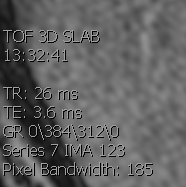 TOF 3D SLAB
13:32:41
TR: 26 ms
TE: 3.6 ms
GR 0\384\312\0
Series 7 IMA 123
Pixel Bandwidth: 185